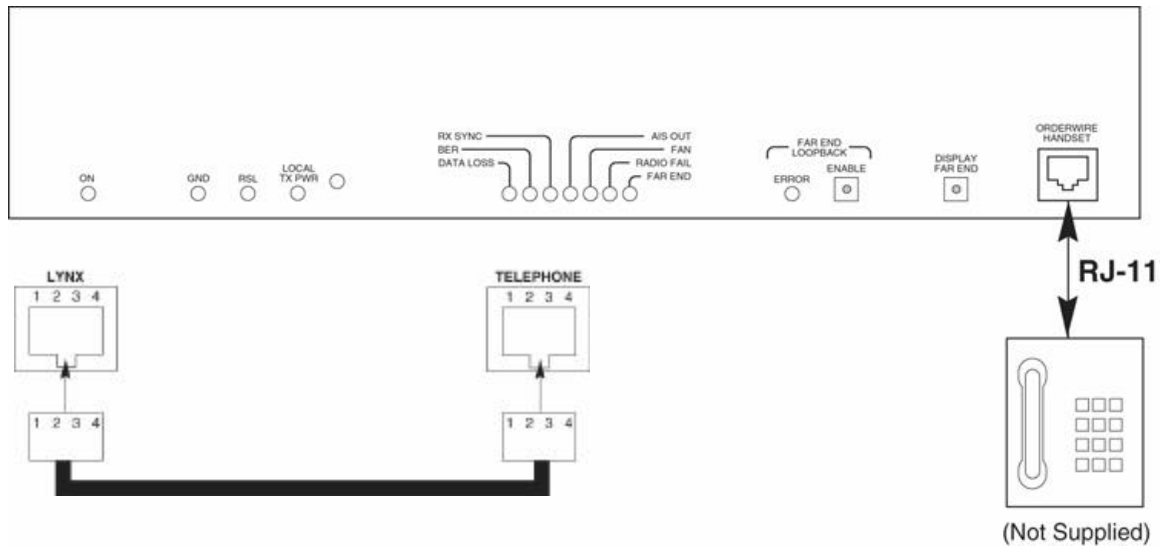 ON
GND
RSL
LOCAL
TX PWR
RX SYNC
BER
DATA LOSS
AIS OUT
FAN
RADIO FAIL
FAR END
FAR END
LOOPBACK
ERROR
ENABLE
DISPLAY
FAR END
ORDERWIRE
HANDSET
RJ-11
LYNX
1 2 3 4
TELEPHONE
1 2 3 4
1 2 3 4
1 2 3 4
(Not Supplied)